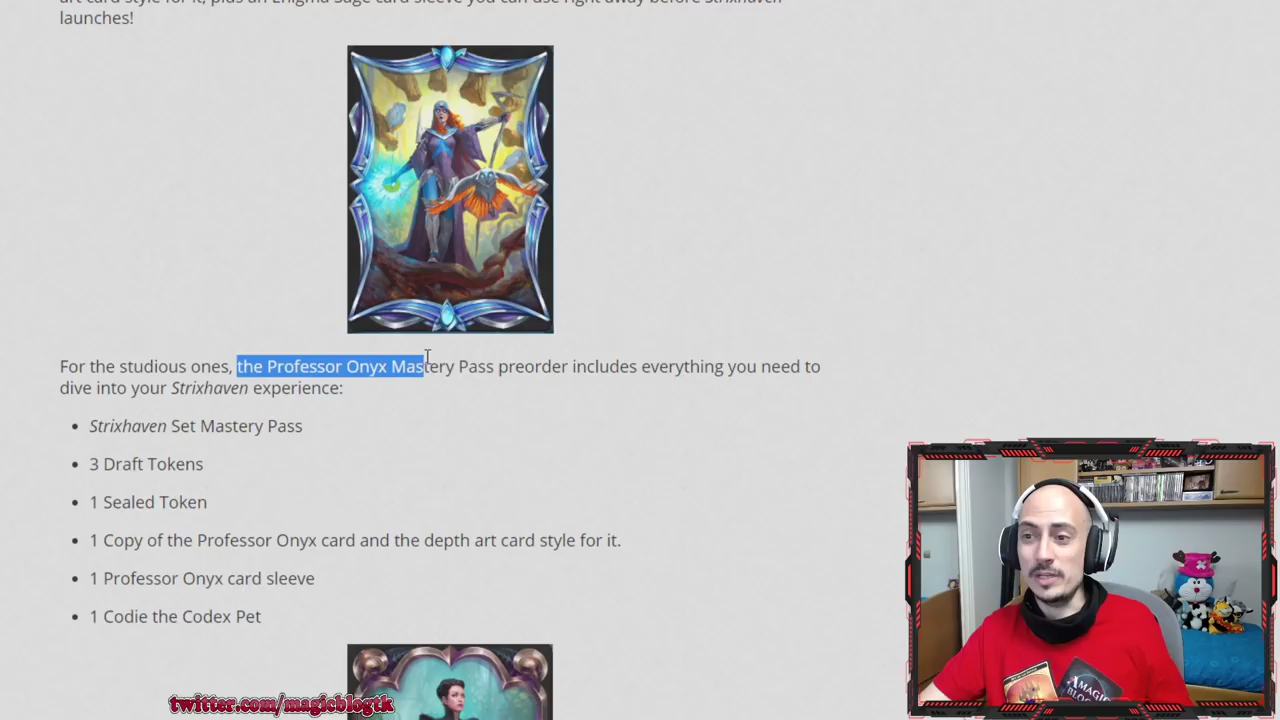 launches!
For the studious ones, the Professor Onyx Mastery Pass preorder includes everything you need to
dive into your Strixhaven experience:
• Strixhaven Set Mastery Pass
• 3 Draft Tokens
• 1 Sealed Token
• 1 Copy of the Professor Onyx card and the depth art card style for it.
• 1 Professor Onyx card sleeve
• 1 Codie the Codex Pet
twitter.com/magicblogtk